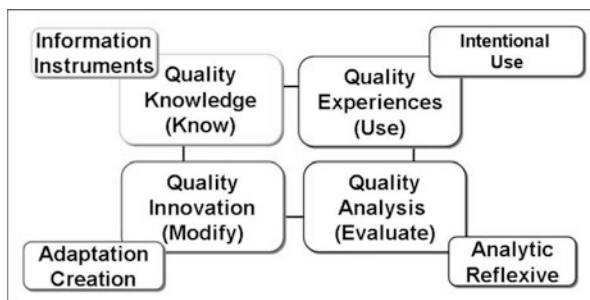 Information
Instruments
Intentional
Use
Quality
Knowledge
(Know)
Quality
Experiences
(Use)
Quality
Innovation
(Modify)
Quality
Analysis
(Evaluate)
Adaptation
Creation
Analytic
Reflexive